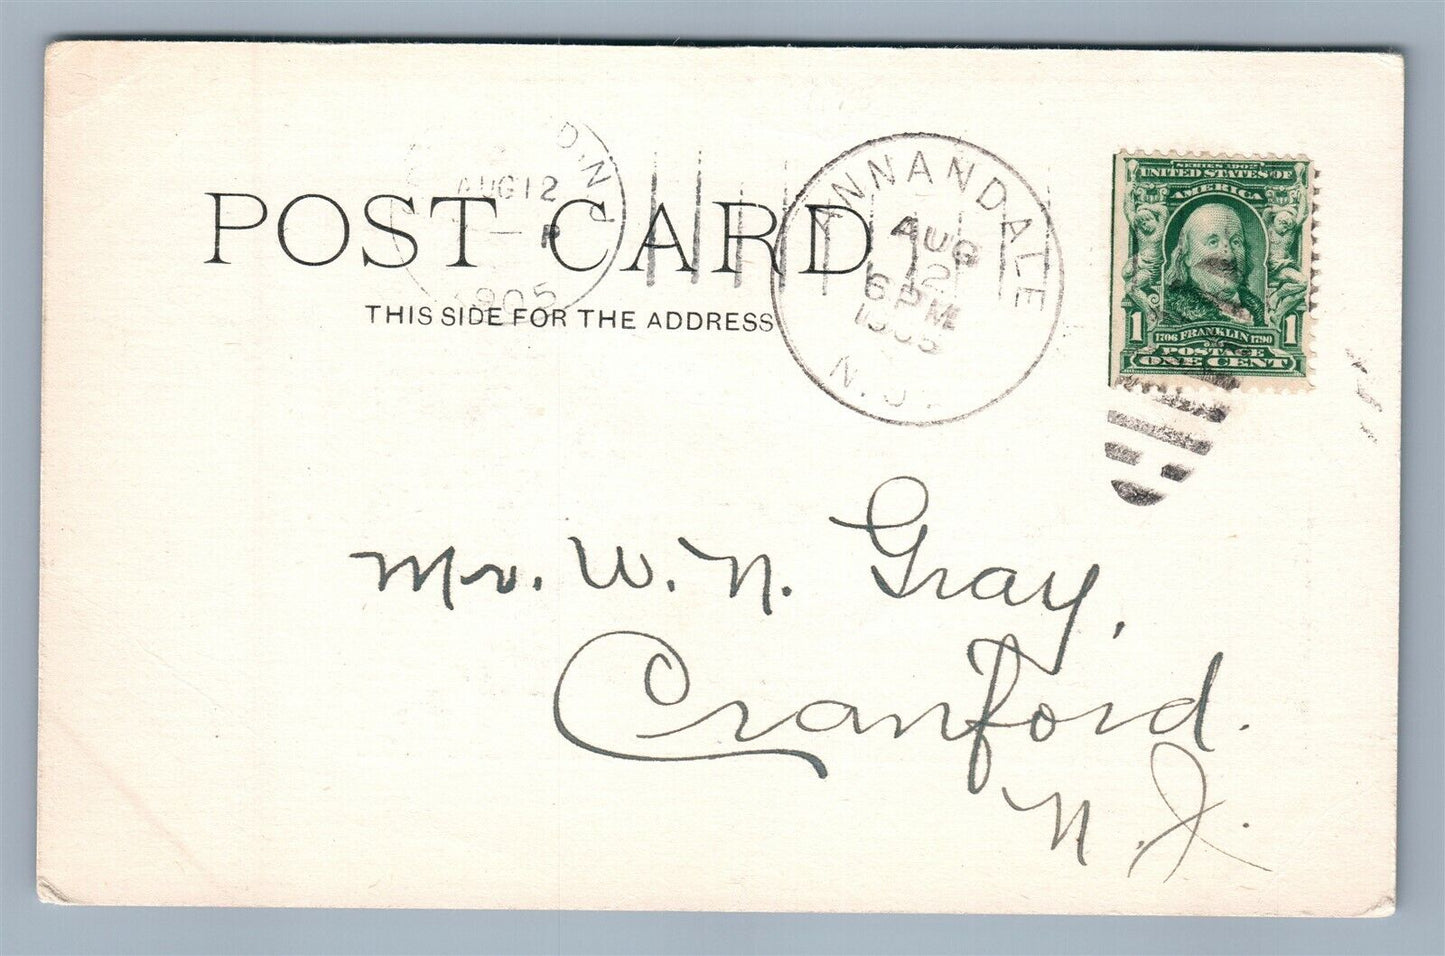 POST CARD
THIS SIDE FOR THE ADDRESS
AUG 12
P
1905
D, N.
ANNANDALE
AUG
12
6 PM
1905
N.J.
SERIES 1902
UNITED STATES OF
AMERICA
1 1
1706 FRANKLIN 1790
POSTAGE
ONE CENT
Mr. W. N. Gray,
Cranford.
N. J.